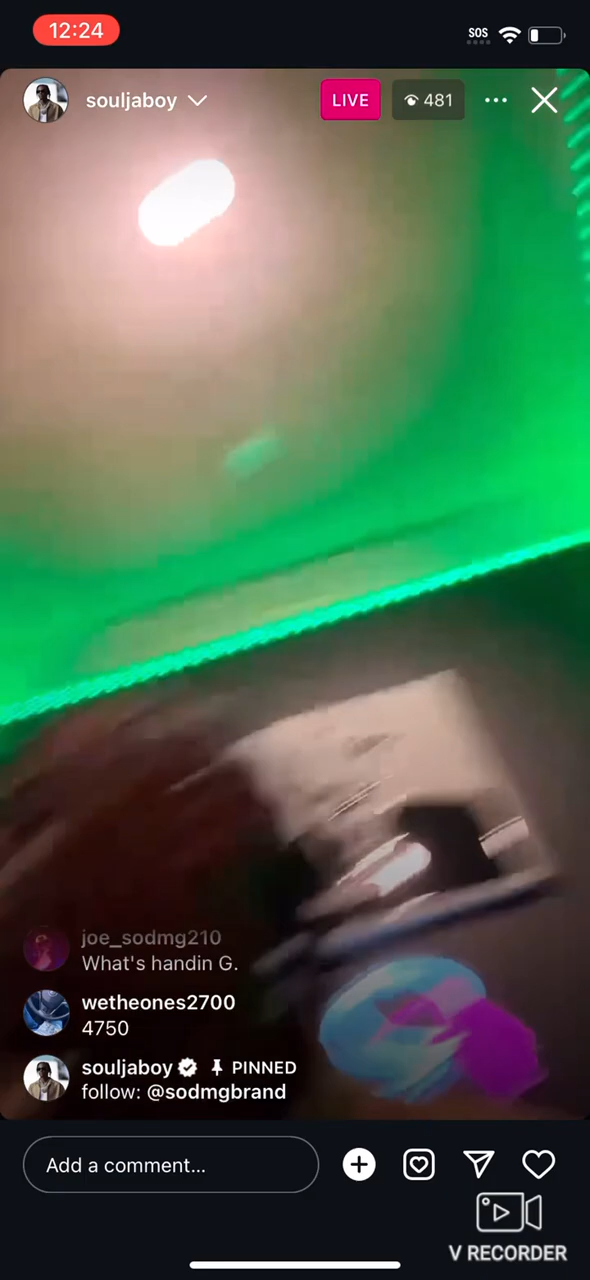 12:24
SOS
souljaboy
LIVE
481
joe_sodmg210
What's handin G.
wetheones2700
4750
souljaboy PINNED
follow: @sodmgbrand
Add a comment...
V RECORDER